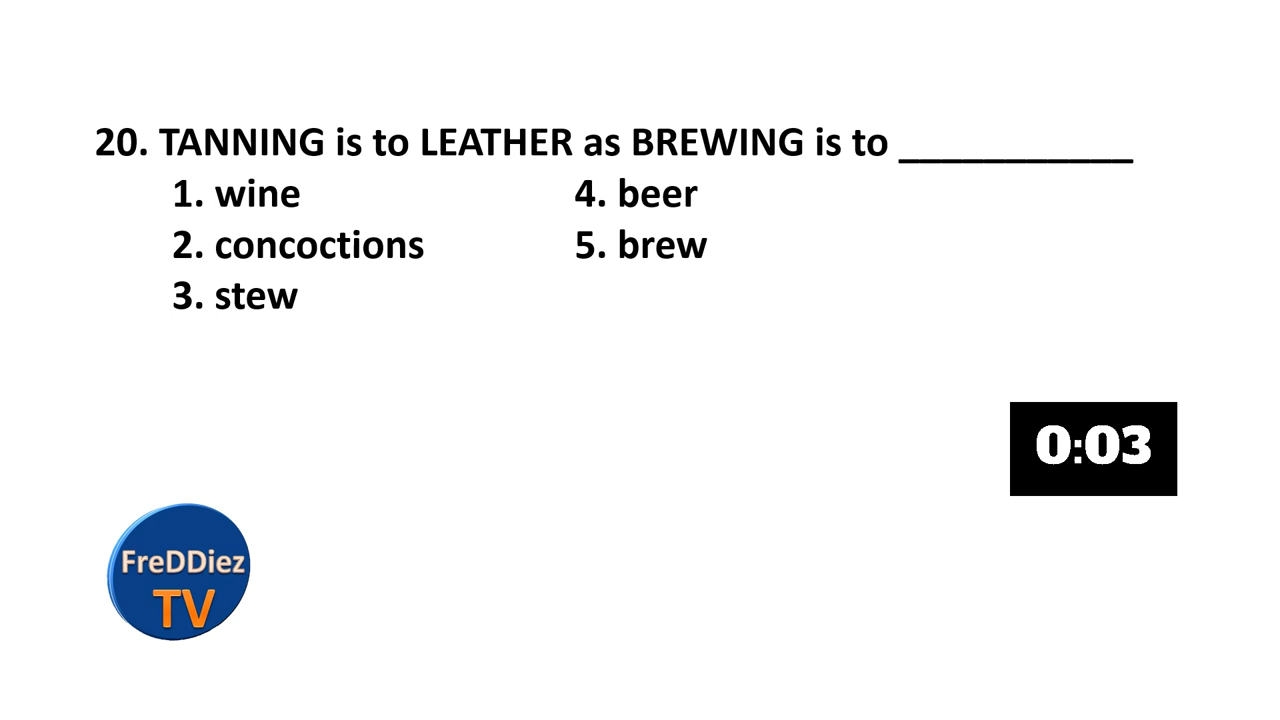 20. TANNING is to LEATHER as BREWING is to ___________
1. wine 4. beer
2. concoctions 5. brew
3. stew
0:03
FreDDiez
TV